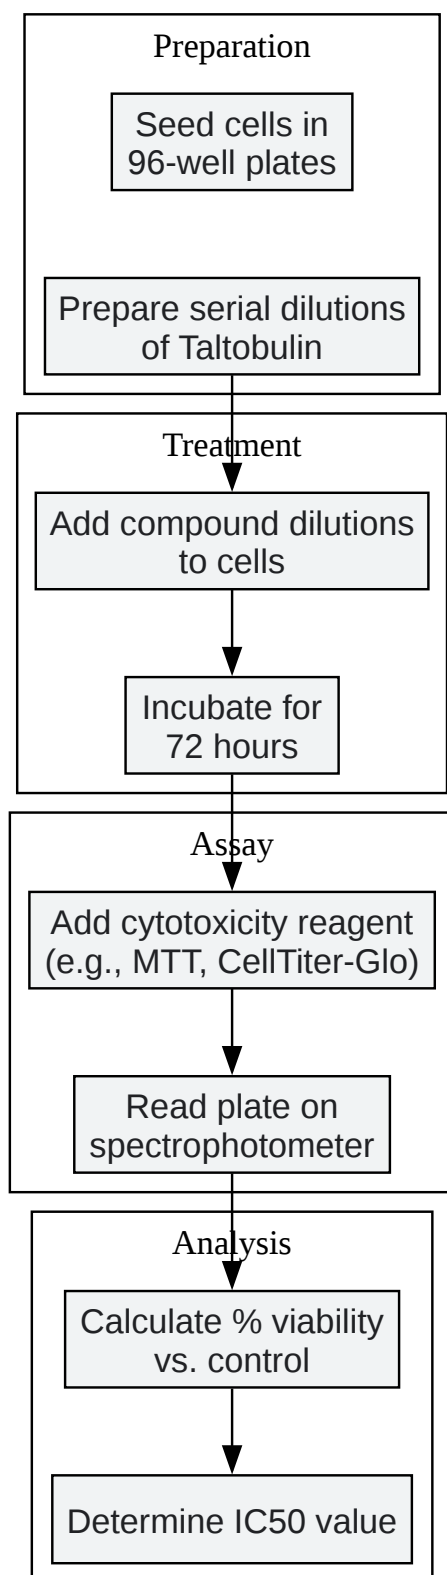 Preparation
Seed cells in
96-well plates
Prepare serial dilutions
of Taltobulin
Treatment
Add compound dilutions
to cells
Incubate for
72 hours
Assay
Add cytotoxicity reagent
(e.g., MTT, CellTiter-Glo)
Read plate on
spectrophotometer
Analysis
Calculate % viability
vs. control
Determine IC50 value